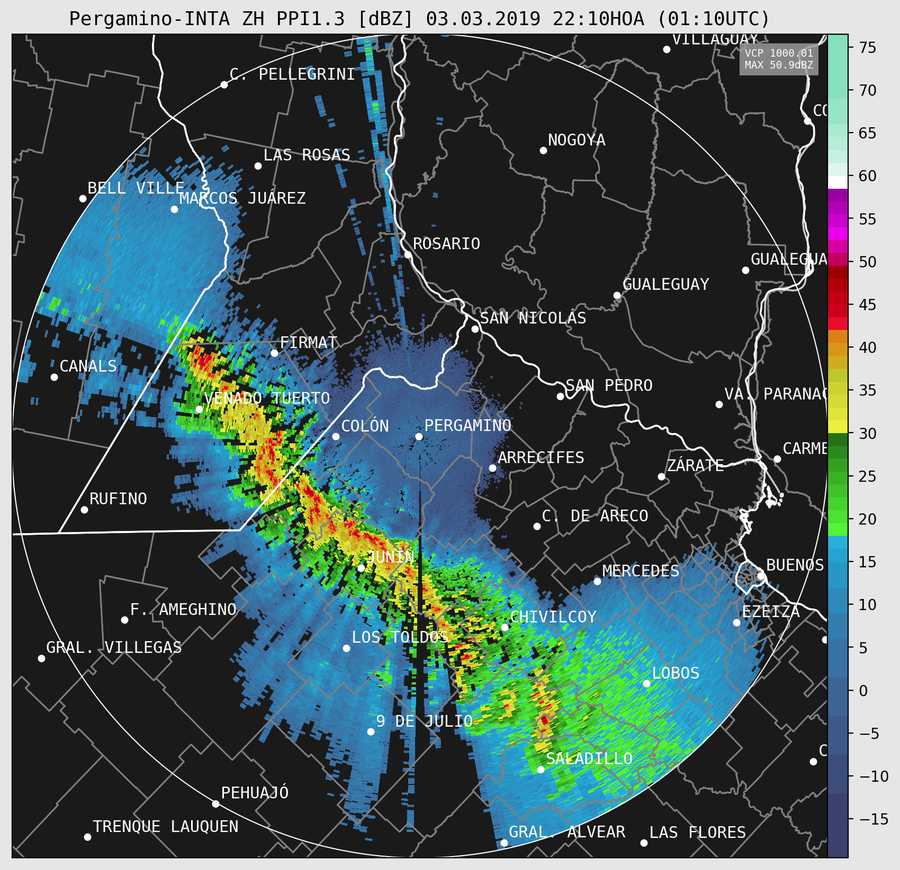 Pergamino-INTA ZH PPI1.3 [dBZ] 03.03.2019 22:10HOA (01:10UTC)
VILLAGUAY
VCP 1000.01
MAX 50.9dBZ
75
C. PELLEGRINI
70
CO
65
NOGOYA
LAS ROSAS
60
BELL VILLE
MARCOS JUÁREZ
55
ROSARIO
GUALEGUA
50
GUALEGUAY
45
SAN NICOLÁS
FIRMAT
40
CANALS
SAN PEDRO
VENADO TUERTO
VA. PARANAC
35
COLÓN
PERGAMINO
30
CARME
ARRECIFES
ZÁRATE
25
RUFINO
C. DE ARECO
20
JUNÍN
MERCEDES
BUENOS
15
F. AMEGHINO
CHIVILCOY
EZEIZA
10
GRAL. VILLEGAS
LOS TOLDOS
5
LOBOS
0
9 DE JULIO
−5
SALADILLO
C
−10
PEHUAJÓ
−15
TRENQUE LAUQUEN
GRAL. ALVEAR
LAS FLORES